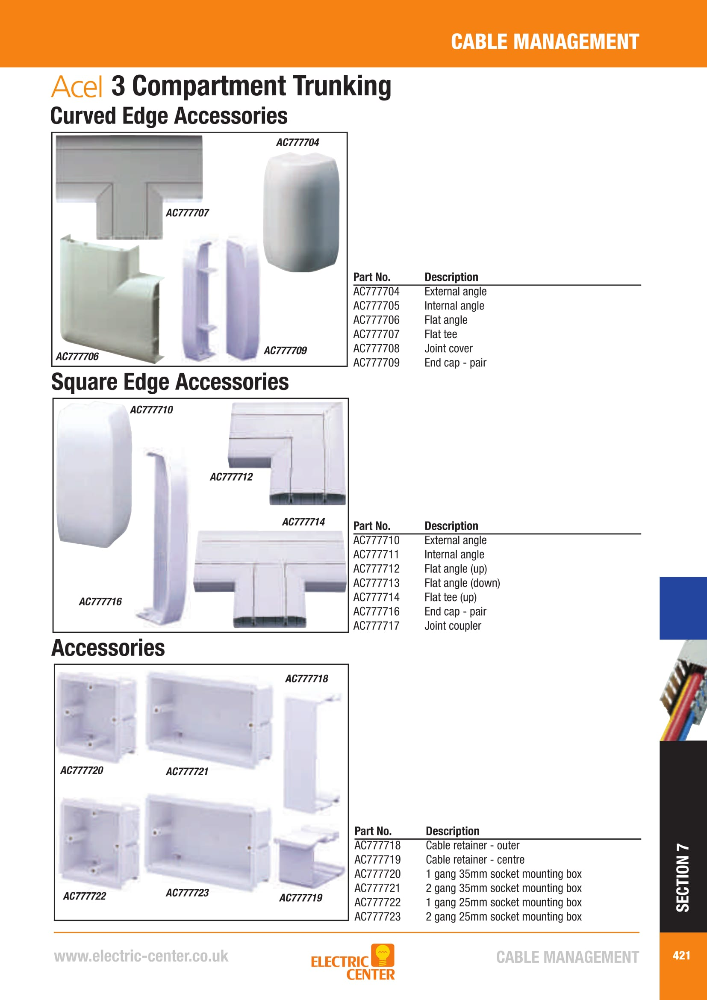 CABLE MANAGEMENT
Acel 3 Compartment Trunking
Curved Edge Accessories
AC777704
AC777707
AC777709
AC777706
Part No. Description
AC777704 External angle
AC777705 Internal angle
AC777706 Flat angle
AC777707 Flat tee
AC777708 Joint cover
AC777709 End cap - pair
Square Edge Accessories
AC777710
AC777712
AC777714
AC777716
Part No. Description
AC777710 External angle
AC777711 Internal angle
AC777712 Flat angle (up)
AC777713 Flat angle (down)
AC777714 Flat tee (up)
AC777716 End cap - pair
AC777717 Joint coupler
Accessories
AC777718
AC777720
AC777721
AC777722
AC777723
AC777719
Part No. Description
AC777718 Cable retainer - outer
AC777719 Cable retainer - centre
AC777720 1 gang 35mm socket mounting box
AC777721 2 gang 35mm socket mounting box
AC777722 1 gang 25mm socket mounting box
AC777723 2 gang 25mm socket mounting box
SECTION 7
www.electric-center.co.uk
ELECTRIC
CENTER
CABLE MANAGEMENT
421